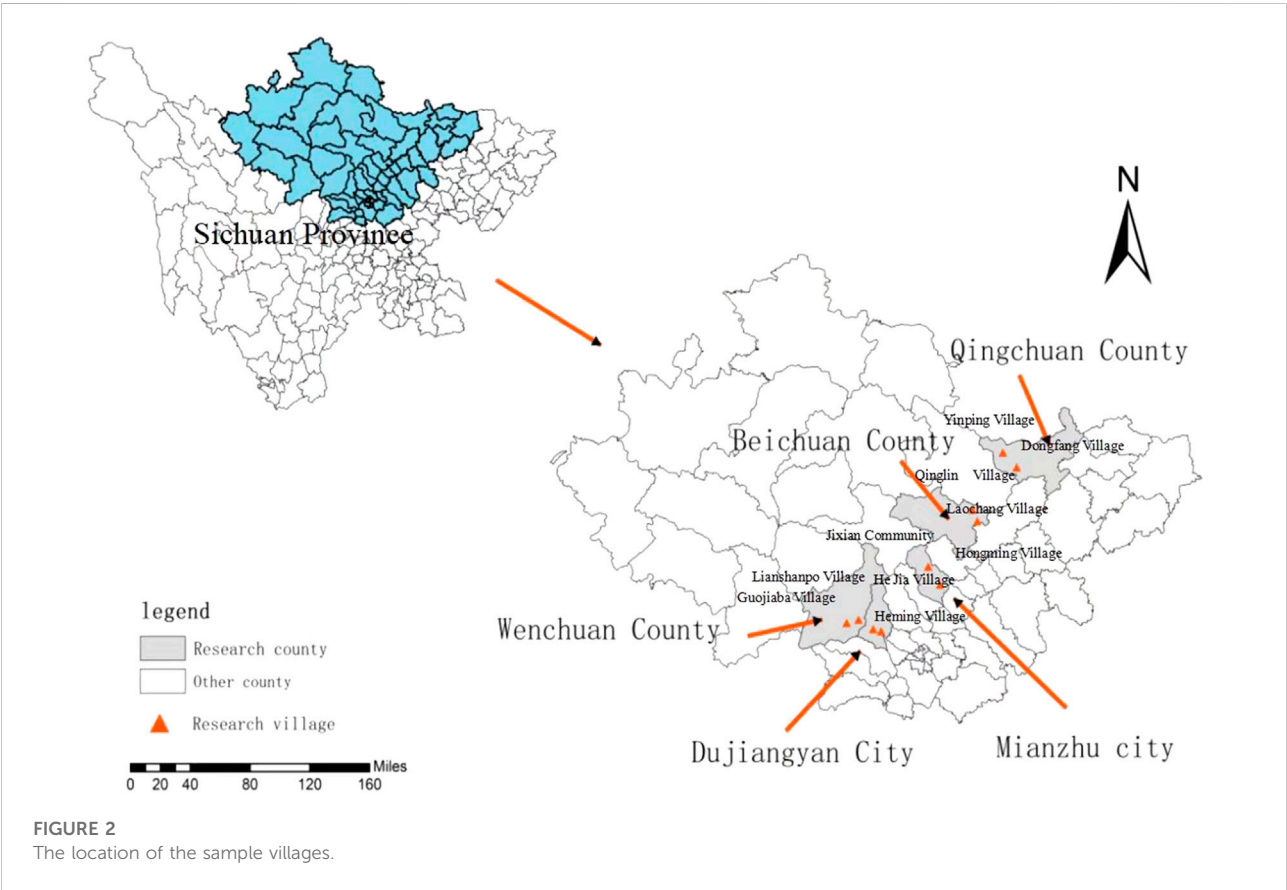 Sichuan Province
N
Qingchuan County
Yinping Village
Dongfang Village
Beichuan County
Qinglin Village
Laochang Village
Jixian Community
Hongming Village
Lianshanpo Village
HeJia Village
Guojiaba Village
Heming Village
Wenchuan County
Dujiangyan City
Mianzhu city
legend
Research county
Other county
Research village
Miles
0 20 40 80 120 160
FIGURE 2
The location of the sample villages.